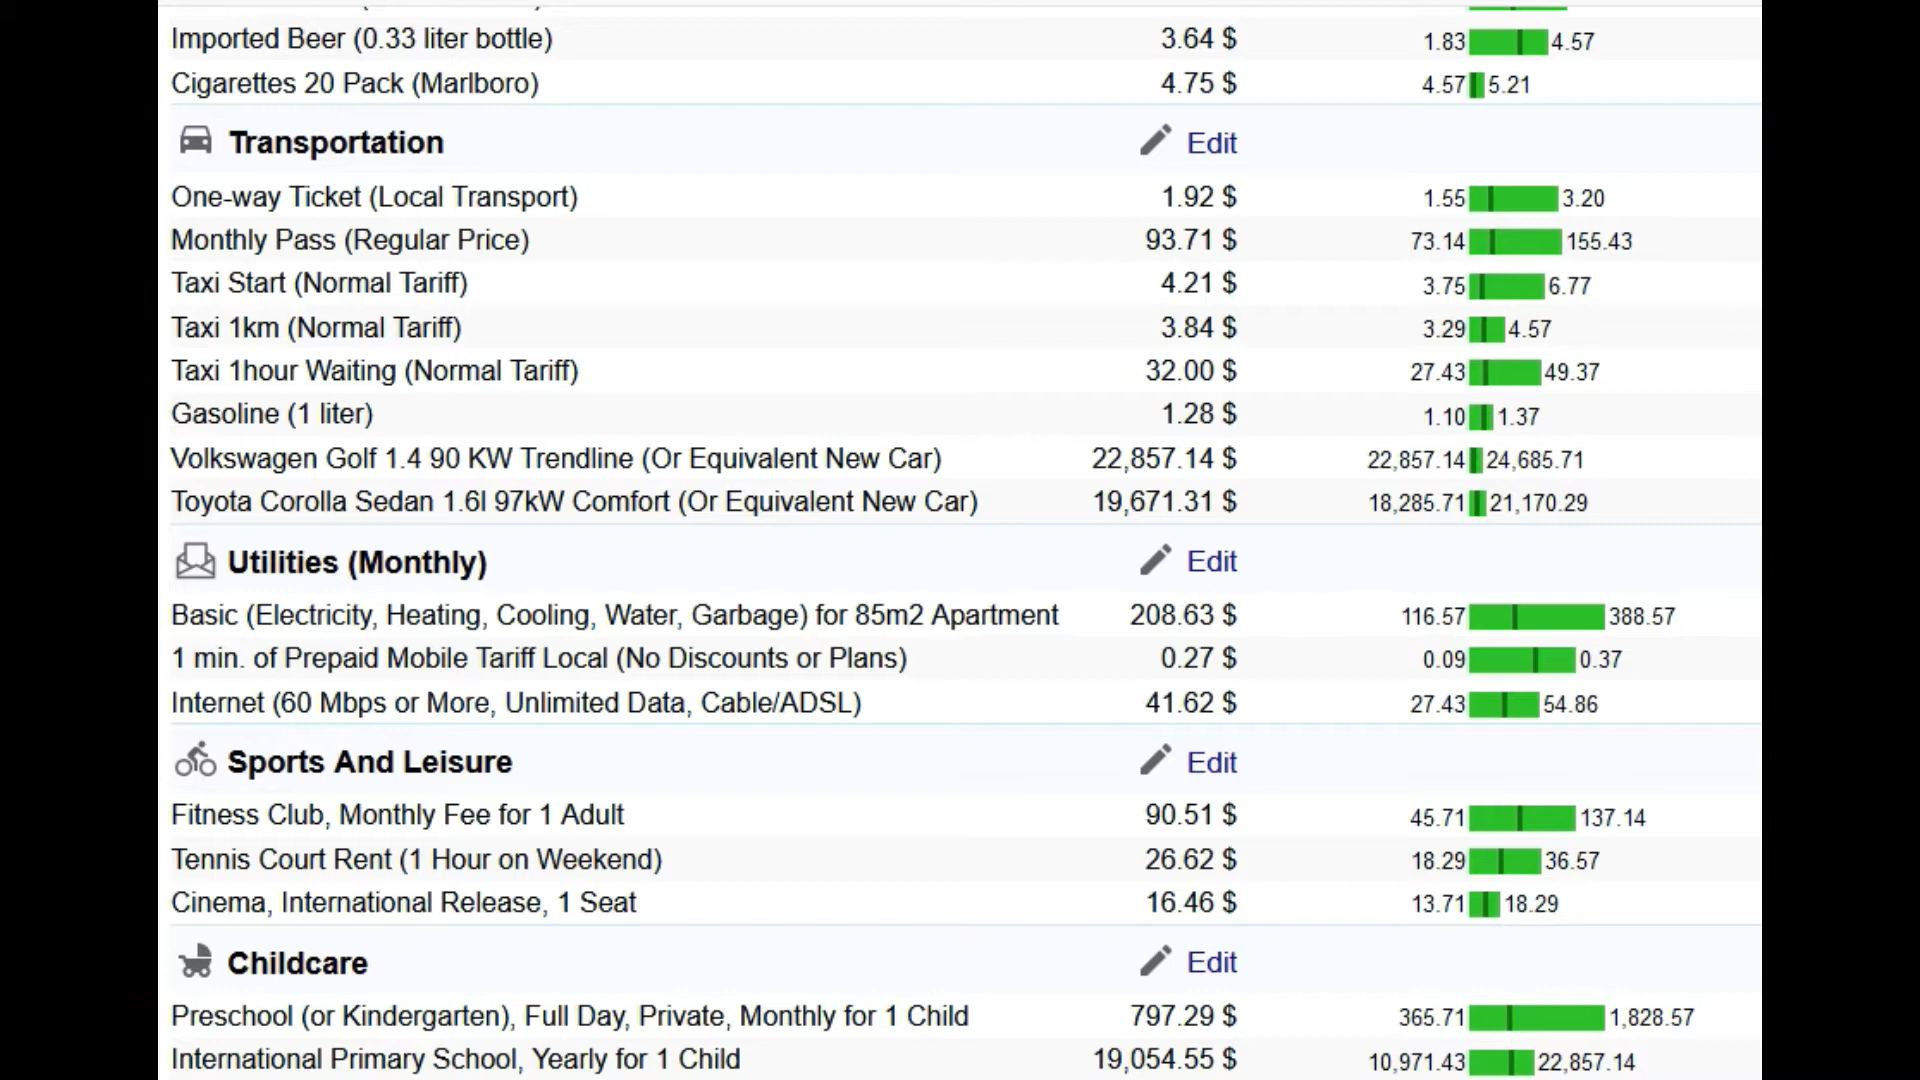 Imported Beer (0.33 liter bottle) 3.64 $ 1.83 4.57
Cigarettes 20 Pack (Marlboro) 4.75 $ 4.57 5.21
Transportation Edit
One-way Ticket (Local Transport) 1.92 $ 1.55 3.20
Monthly Pass (Regular Price) 93.71 $ 73.14 155.43
Taxi Start (Normal Tariff) 4.21 $ 3.75 6.77
Taxi 1km (Normal Tariff) 3.84 $ 3.29 4.57
Taxi 1hour Waiting (Normal Tariff) 32.00 $ 27.43 49.37
Gasoline (1 liter) 1.28 $ 1.10 1.37
Volkswagen Golf 1.4 90 KW Trendline (Or Equivalent New Car) 22,857.14 $ 22,857.14 24,685.71
Toyota Corolla Sedan 1.6l 97kW Comfort (Or Equivalent New Car) 19,671.31 $ 18,285.71 21,170.29
Utilities (Monthly) Edit
Basic (Electricity, Heating, Cooling, Water, Garbage) for 85m2 Apartment 208.63 $ 116.57 388.57
1 min. of Prepaid Mobile Tariff Local (No Discounts or Plans) 0.27 $ 0.09 0.37
Internet (60 Mbps or More, Unlimited Data, Cable/ADSL) 41.62 $ 27.43 54.86
Sports And Leisure Edit
Fitness Club, Monthly Fee for 1 Adult 90.51 $ 45.71 137.14
Tennis Court Rent (1 Hour on Weekend) 26.62 $ 18.29 36.57
Cinema, International Release, 1 Seat 16.46 $ 13.71 18.29
Childcare Edit
Preschool (or Kindergarten), Full Day, Private, Monthly for 1 Child 797.29 $ 365.71 1,828.57
International Primary School, Yearly for 1 Child 19,054.55 $ 10,971.43 22,857.14